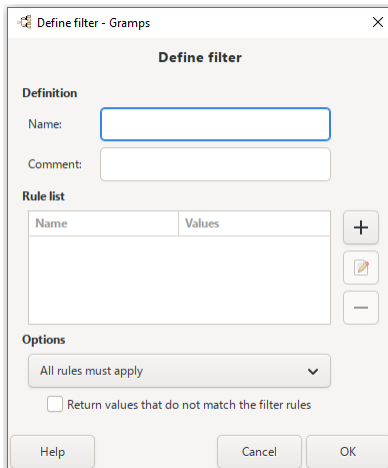 Define filter - Gramps
Define filter
Definition
Name:
Comment:
Rule list
Name Values
Options
All rules must apply
Return values that do not match the filter rules
Help Cancel OK